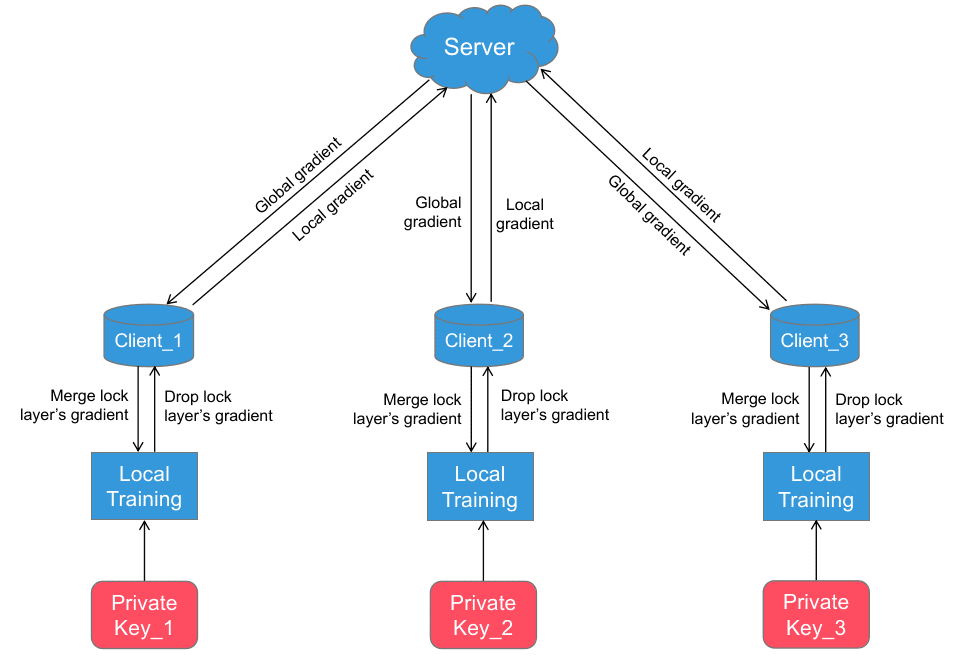 Server
Global gradient
Local gradient
Global
gradient
Local
gradient
Local gradient
Global gradient
Client_1
Client_2
Client_3
Merge lock
layer's gradient
Drop lock
layer's gradient
Merge lock
layer's gradient
Drop lock
layer's gradient
Merge lock
layer's gradient
Drop lock
layer's gradient
Local
Training
Local
Training
Local
Training
Private
Key_1
Private
Key_2
Private
Key_3